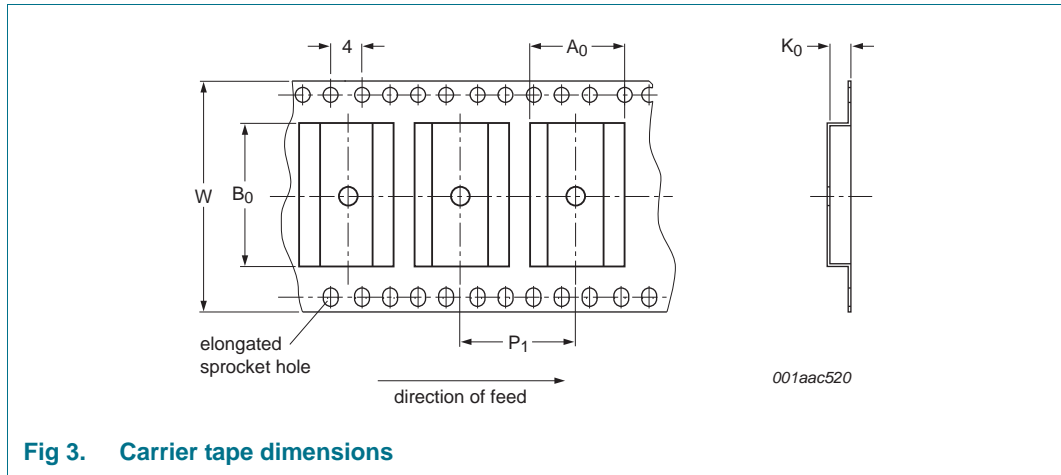 4
A0
K0
W
B0
P1
elongated
sprocket hole
direction of feed
001aac520
Fig 3. Carrier tape dimensions